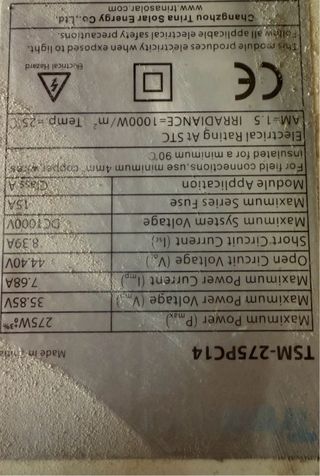 TSM-275PC14
Made in
Maximum Power (Pmax) 275W
Maximum Power Voltage (Vmp) 35.85V
Maximum Power Current (Imp) 7.68A
Open Circuit Voltage (Voc) 44.40V
Short Circuit Current (Isc) 8.39A
Maximum System Voltage DC1000V
Maximum Series Fuse 15A
Module Application Class A
For field connections, use 4mm² copper wires
insulated for a minimum 90°C
Electrical Rating At STC
AM=1.5 IRRADIANCE=1000W/m² Temp.=25℃
CE
Electrical Hazard
This module produces electricity when exposed to light.
Follow all applicable electrical safety precautions.
Changzhou Trina Solar Energy Co.,Ltd.
www.trinasolar.com